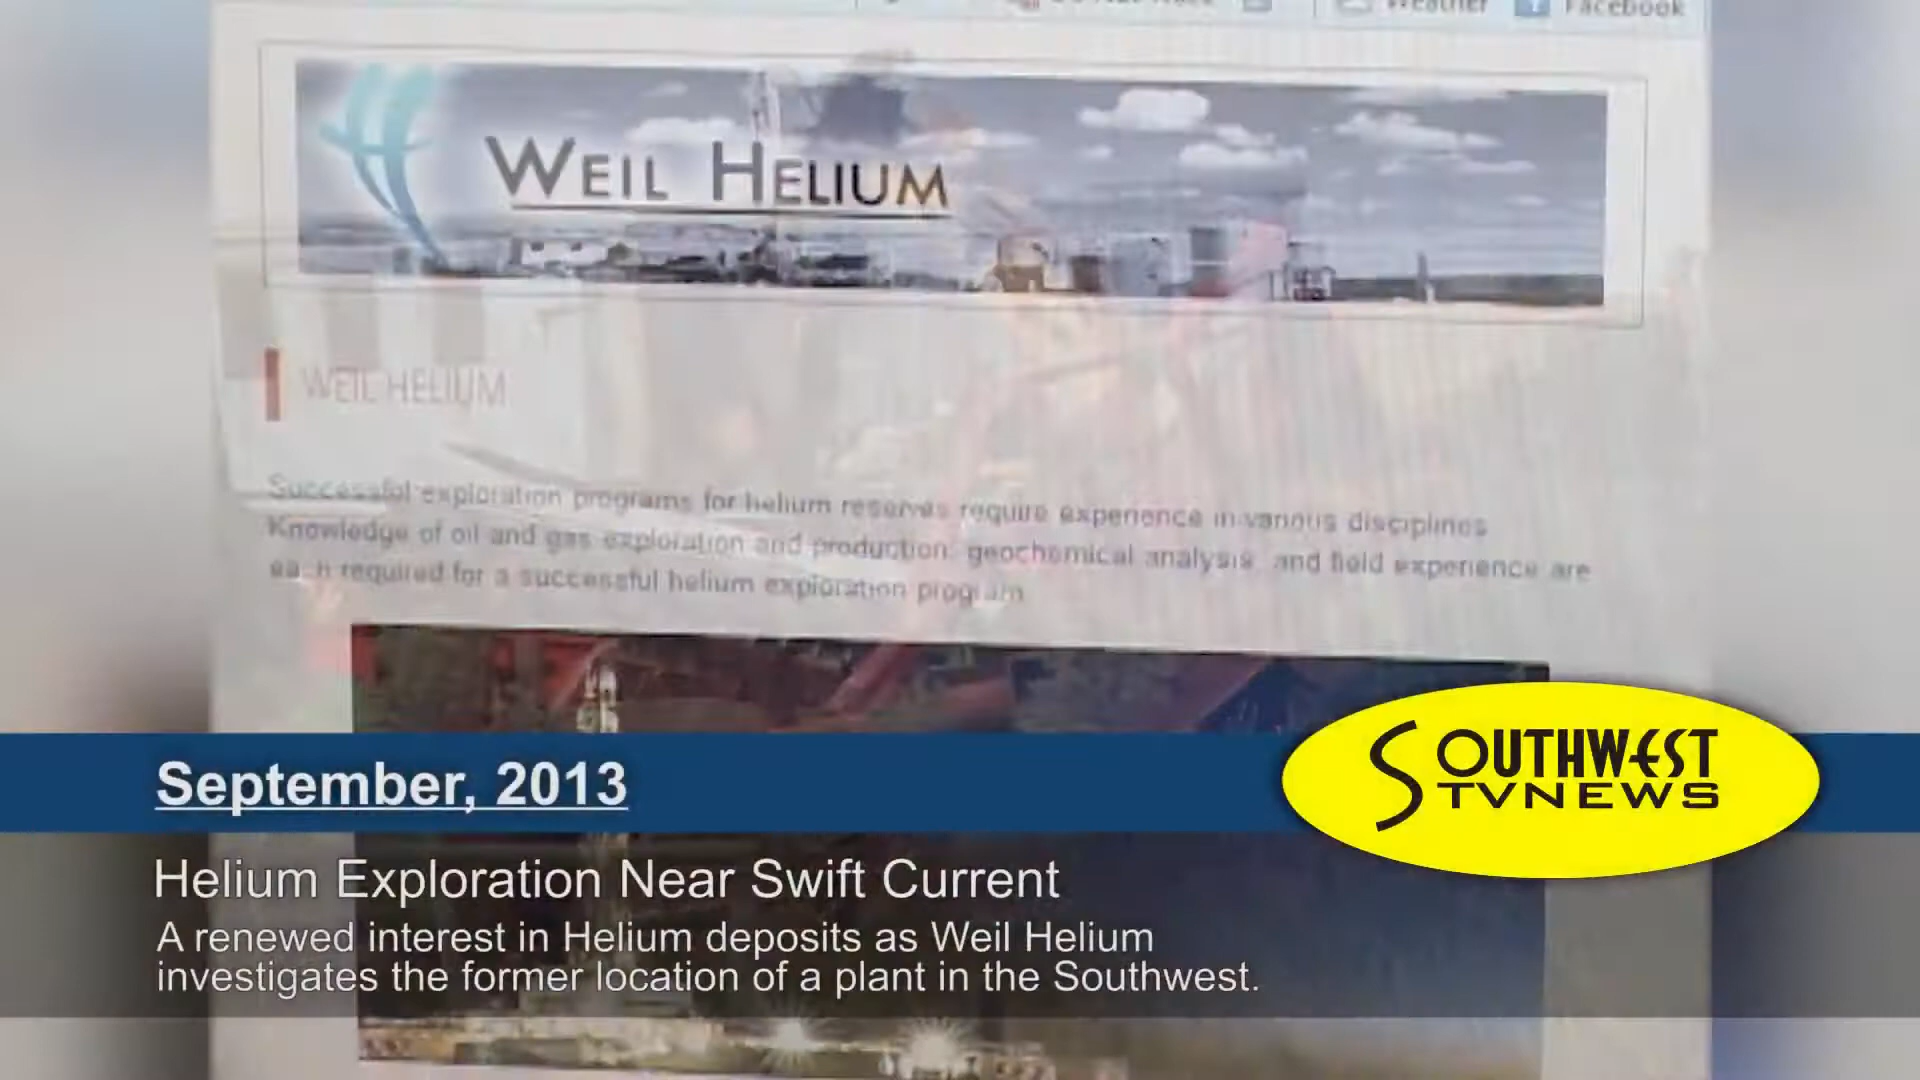 Weather
Facebook
WEIL HELIUM
WEIL HELIUM
Successful exploration programs for helium reserves require experience in various disciplines
Knowledge of oil and gas exploration and production, geochemical analysis, and field experience are
each required for a successful helium exploration program
September, 2013
SOUTHWEST
TVNEWS
Helium Exploration Near Swift Current
A renewed interest in Helium deposits as Weil Helium
investigates the former location of a plant in the Southwest.